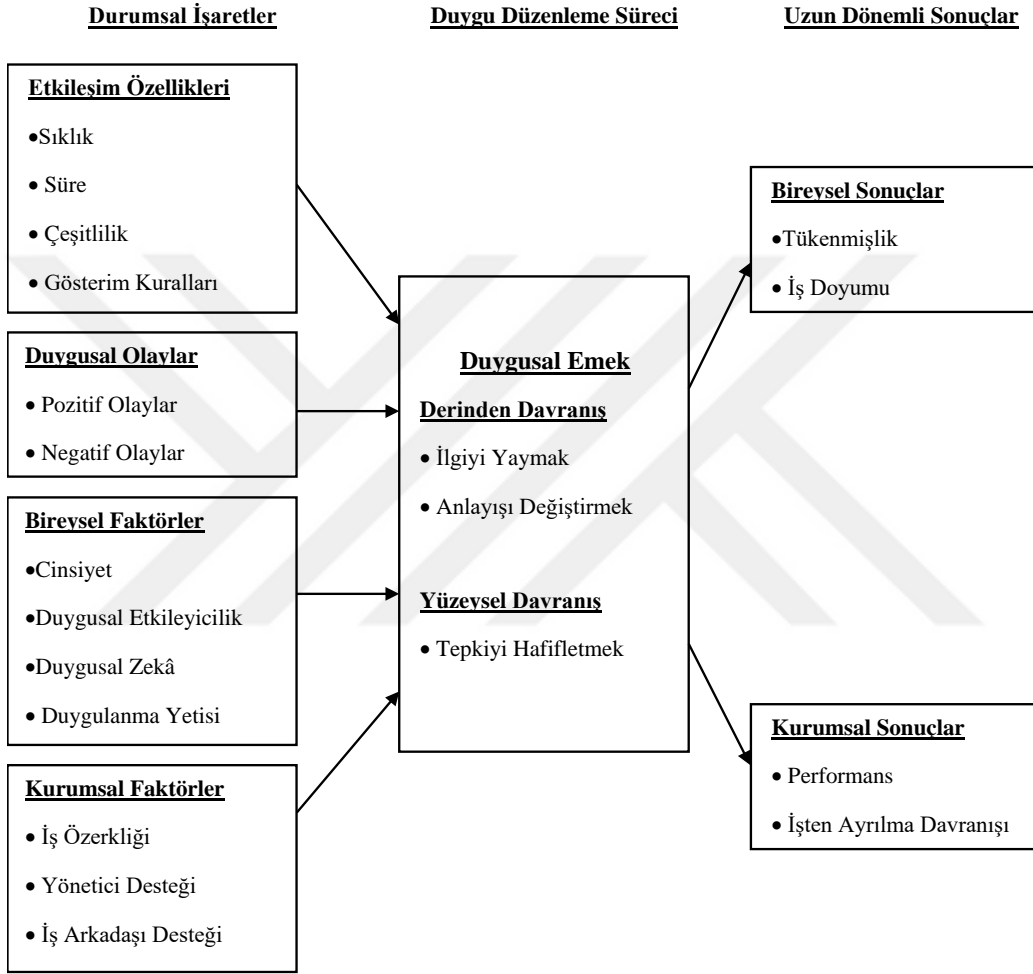 Durumsal İşaretler
Duygu Düzenleme Süreci
Uzun Dönemli Sonuçlar
Etkileşim Özellikleri
•Sıklık
• Süre
• Çeşitlilik
• Gösterim Kuralları
Duygusal Olaylar
• Pozitif Olaylar
• Negatif Olaylar
Bireysel Faktörler
•Cinsiyet
•Duygusal Etkileyicilik
•Duygusal Zekâ
• Duygulanma Yetisi
Kurumsal Faktörler
• İş Özerkliği
• Yönetici Desteği
• İş Arkadaşı Desteği
Duygusal Emek
Derinden Davranış
• İlgiyi Yaymak
• Anlayışı Değiştirmek
Yüzeysel Davranış
• Tepkiyi Hafifletmek
Bireysel Sonuçlar
•Tükenmişlik
• İş Doyumu
Kurumsal Sonuçlar
• Performans
• İşten Ayrılma Davranışı